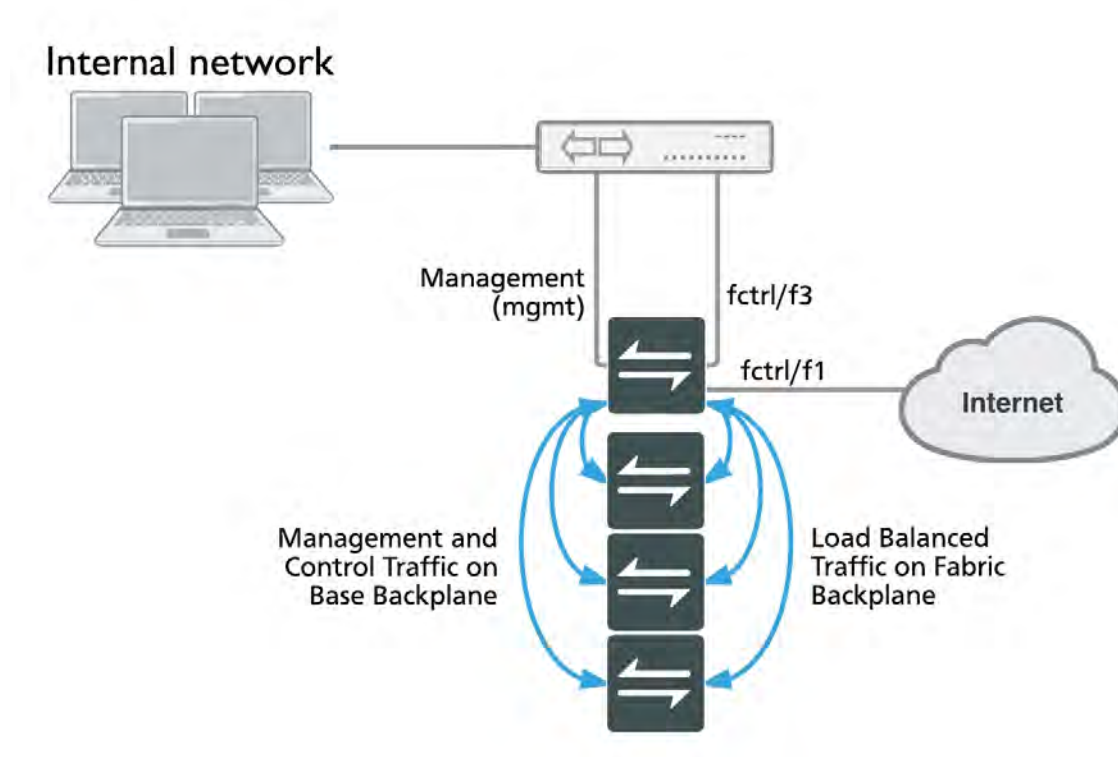 Internal network
Management
(mgmt)
fctrl/f3
fctrl/f1
Internet
Management and
Control Traffic on
Base Backplane
Load Balanced
Traffic on Fabric
Backplane